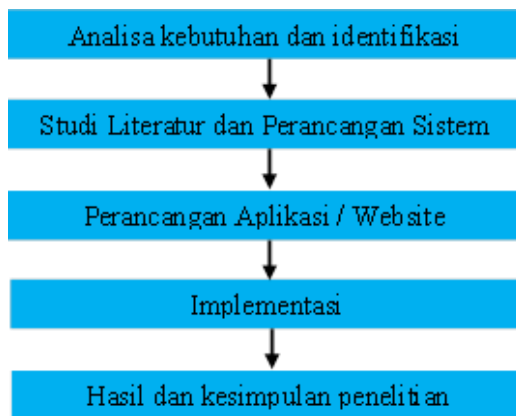 Analisa kebutuhan dan identifikasi
Studi Literatur dan Perancangan Sistem
Perancangan Aplikasi / Website
Implementasi
Hasil dan kesimpulan penelitian